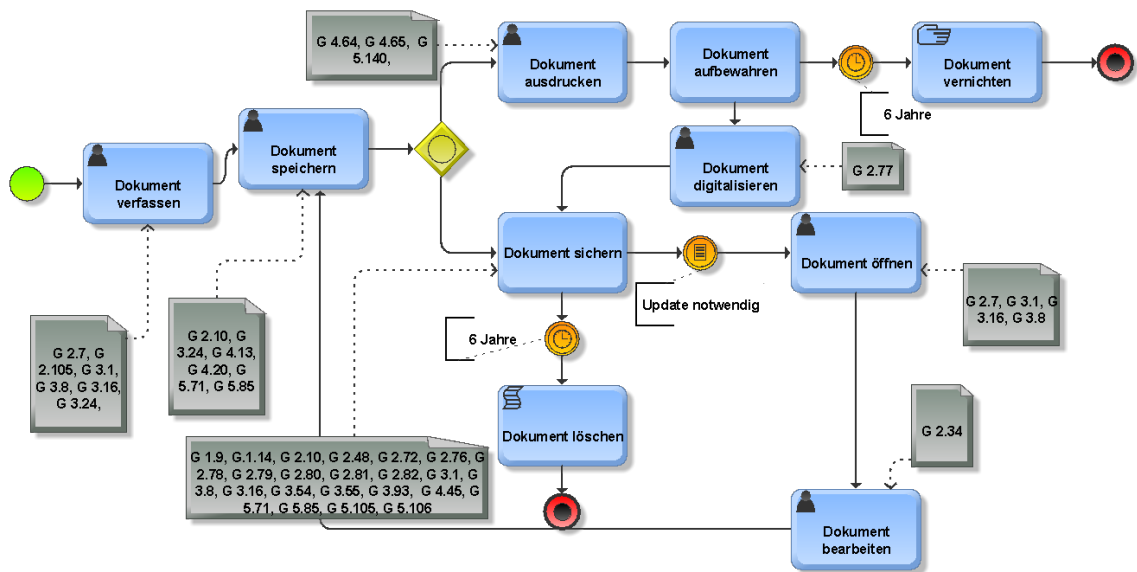 G 4.64, G 4.65, G
5.140,
Dokument
ausdrucken
Dokument
aufbewahren
Dokument
vernichten
6 Jahre
Dokument
speichern
Dokument
verfassen
Dokument
digitalisieren
G 2.77
Dokument sichern
Dokument öffnen
Update notwendig
G 2.7, G 3.1, G
3.16, G 3.8
G 2.10, G
3.24, G 4.13,
G 4.20, G
5.71, G 5.85
G 2.7, G
2.105, G 3.1,
G 3.8, G 3.16,
G 3.24,
6 Jahre
Dokument löschen
G 2.34
G 1.9, G.1.14, G 2.10, G 2.48, G 2.72, G 2.76, G
2.78, G 2.79, G 2.80, G 2.81, G 2.82, G 3.1, G
3.8, G 3.16, G 3.54, G 3.55, G 3.93, G 4.45, G
5.71, G 5.85, G 5.105, G 5.106
Dokument
bearbeiten